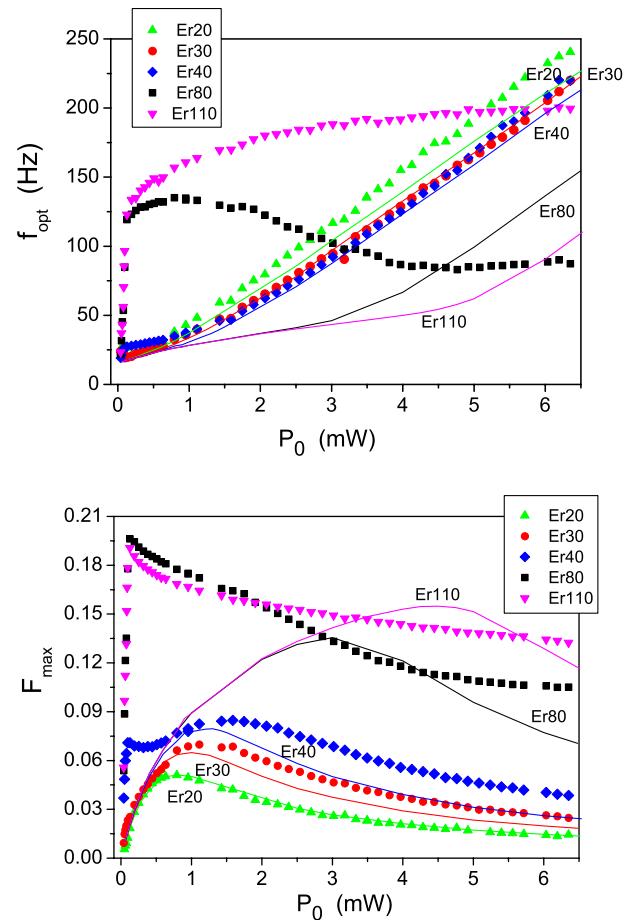 Er20
Er30
Er40
Er80
Er110
250
200
150
100
50
0
f_opt (Hz)
Er20
Er30
Er40
Er80
Er110
0 1 2 3 4 5 6
P_0 (mW)
Er20
Er30
Er40
Er80
Er110
0.21
0.18
0.15
0.12
0.09
0.06
0.03
0.00
F_max
Er110
Er80
Er40
Er30
Er20
0 1 2 3 4 5 6
P_0 (mW)